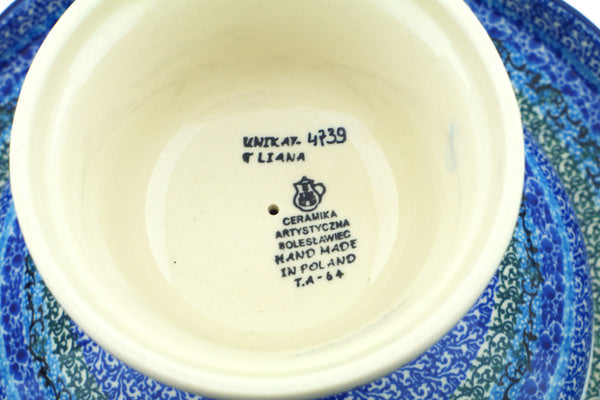 UNIKAT- 4739
T LIANA
CERAMIKA
ARTYSTYCZNA
BOLESŁAWIEC
HAND MADE
IN POLAND
T.A-64